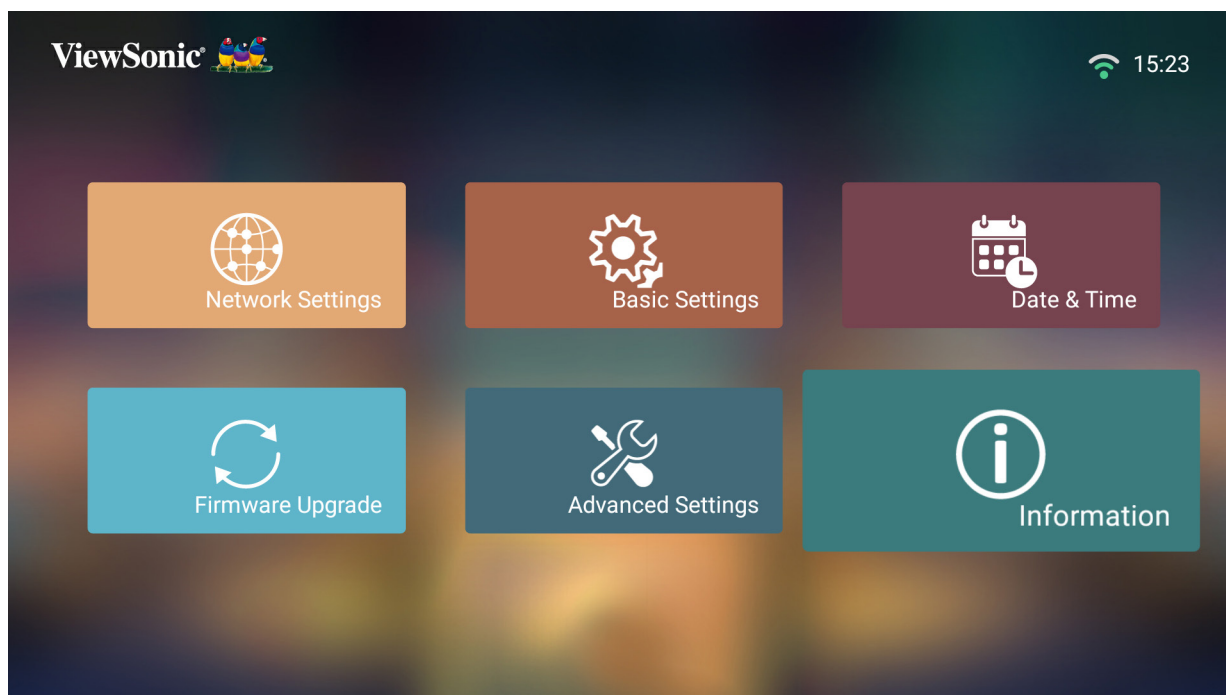 ViewSonic®
15:23
Network Settings
Basic Settings
Date & Time
Firmware Upgrade
Advanced Settings
Information